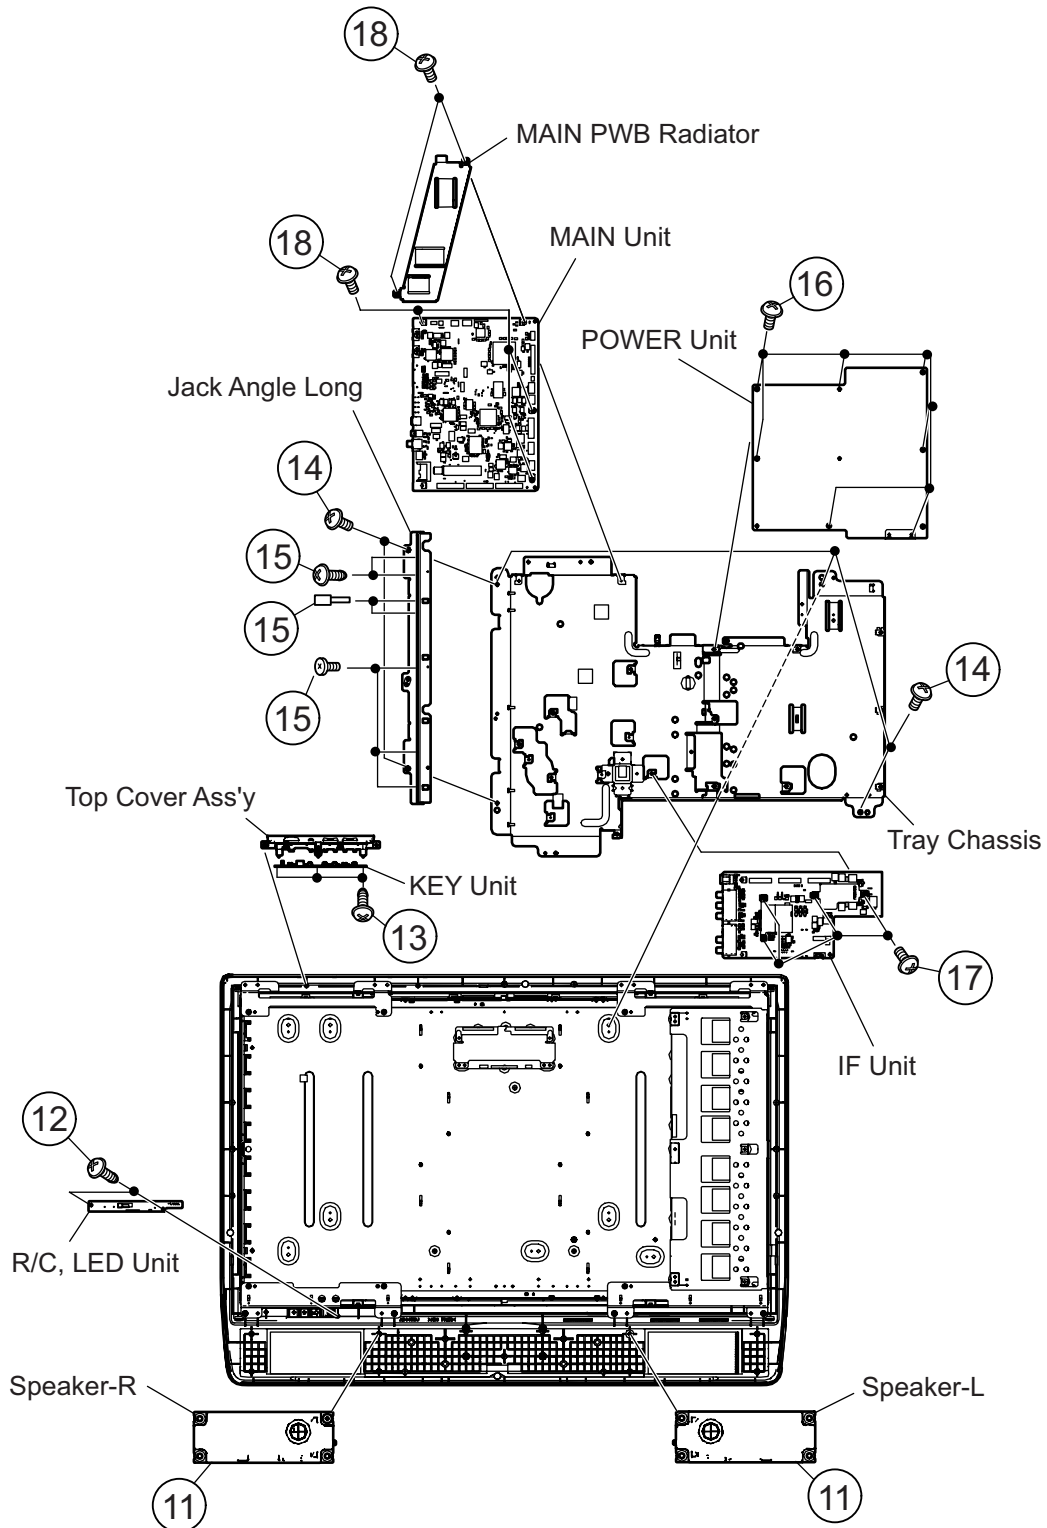 18
MAIN PWB Radiator
18
MAIN Unit
16
POWER Unit
Jack Angle Long
14
15
15
14
15
Top Cover Ass'y
Tray Chassis
KEY Unit
13
17
IF Unit
12
R/C, LED Unit
Speaker-R
Speaker-L
11
11